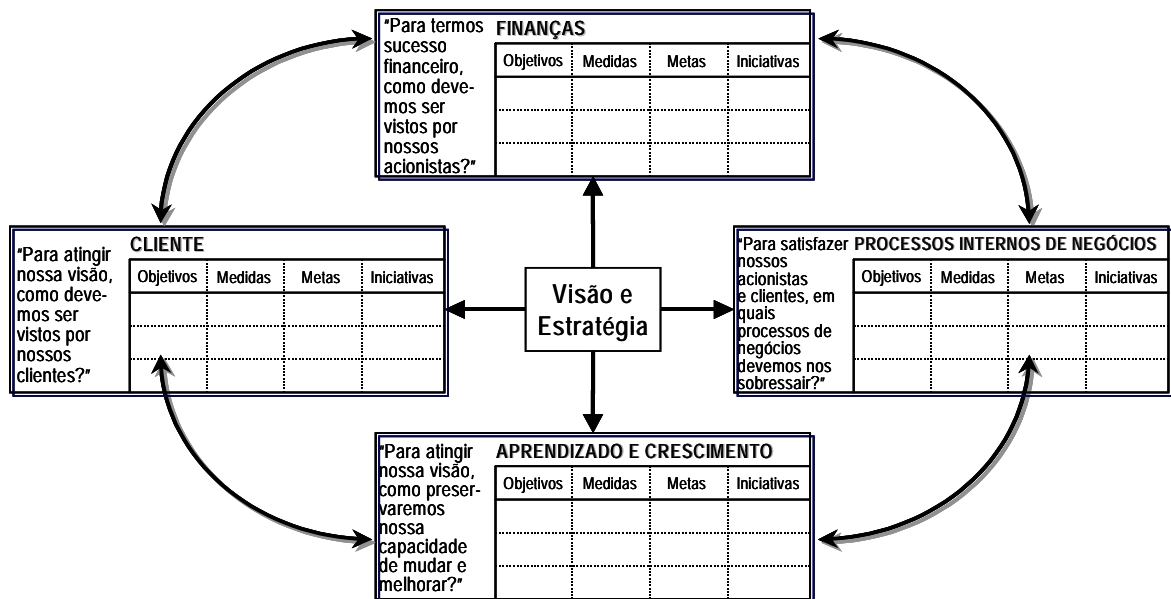 "Para termos
sucesso
financeiro,
como deve-
mos ser
vistos por
nossos
acionistas?"
FINANÇAS
Objetivos Medidas Metas Iniciativas
"Para atingir
nossa visão,
como deve-
mos ser
vistos por
nossos
clientes?"
CLIENTE
Objetivos Medidas Metas Iniciativas
Visão e
Estratégia
"Para satisfazer
nossos
acionistas
e clientes, em
quais
processos de
negócios
devemos nos
sobressair?"
PROCESSOS INTERNOS DE NEGÓCIOS
Objetivos Medidas Metas Iniciativas
"Para atingir
nossa visão,
como preser-
varemos
nossa
capacidade
de mudar e
melhorar?"
APRENDIZADO E CRESCIMENTO
Objetivos Medidas Metas Iniciativas